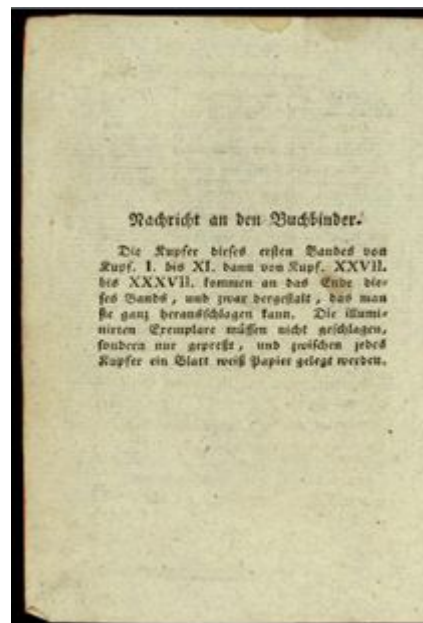 Nachricht an den Buchbinder.
Die Kupfer dieses ersten Bandes von
Kupf. I. bis XI. dann von Kupf. XXVII.
bis XXXVII. kommen an das Ende die-
ses Bands, und zwar dergestalt, das man
sie ganz herausschlagen kann. Die illumi-
nirten Exemplare müssen nicht geschlagen,
sondern nur gepreßt, und zwischen jedes
Kupfer ein Blatt weiß Papier gelegt werden.